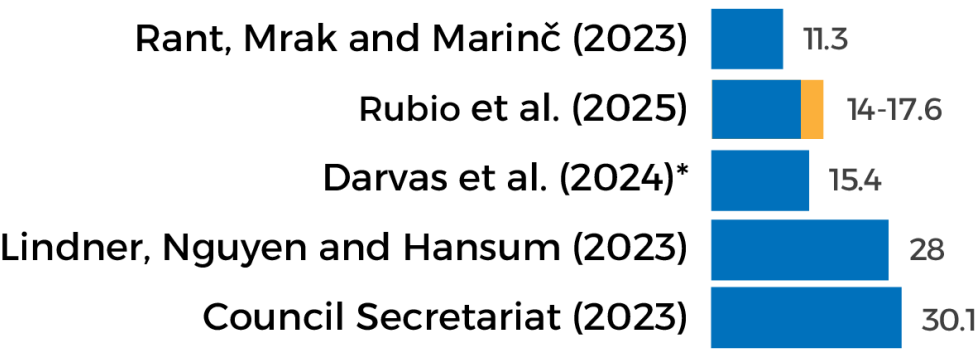 Rant, Mrak and Marinč (2023) 11.3
Rubio et al. (2025) 14-17.6
Darvas et al. (2024)* 15.4
Lindner, Nguyen and Hansum (2023) 28
Council Secretariat (2023) 30.1